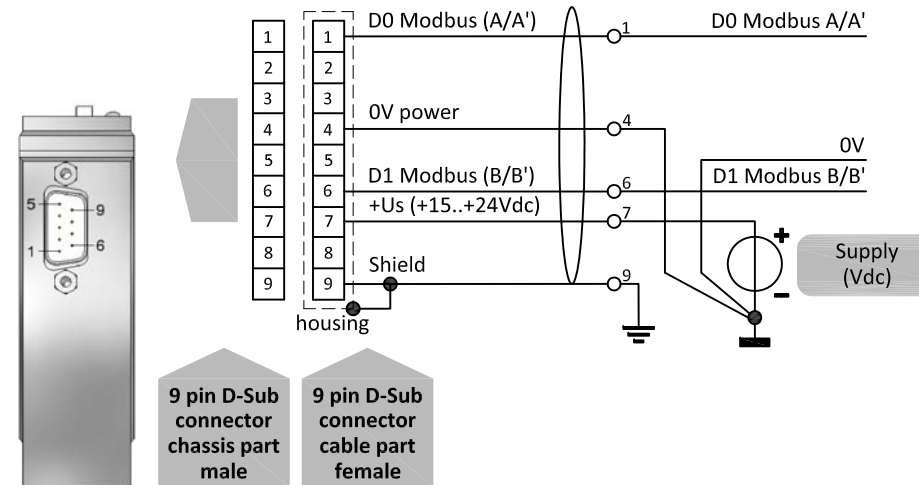 D0 Modbus (A/A')
1
D0 Modbus A/A'
1
1
2
2
3
3
0V power
4
4
4
0V
5
5
D1 Modbus (B/B')
6
D1 Modbus B/B'
6
6
+Us (+15..+24Vdc)
7
7
7
+
Supply
(Vdc)
8
8
Shield
9
9
9
–
housing
5
9
1
6
9 pin D-Sub
connector
chassis part
male
9 pin D-Sub
connector
cable part
female